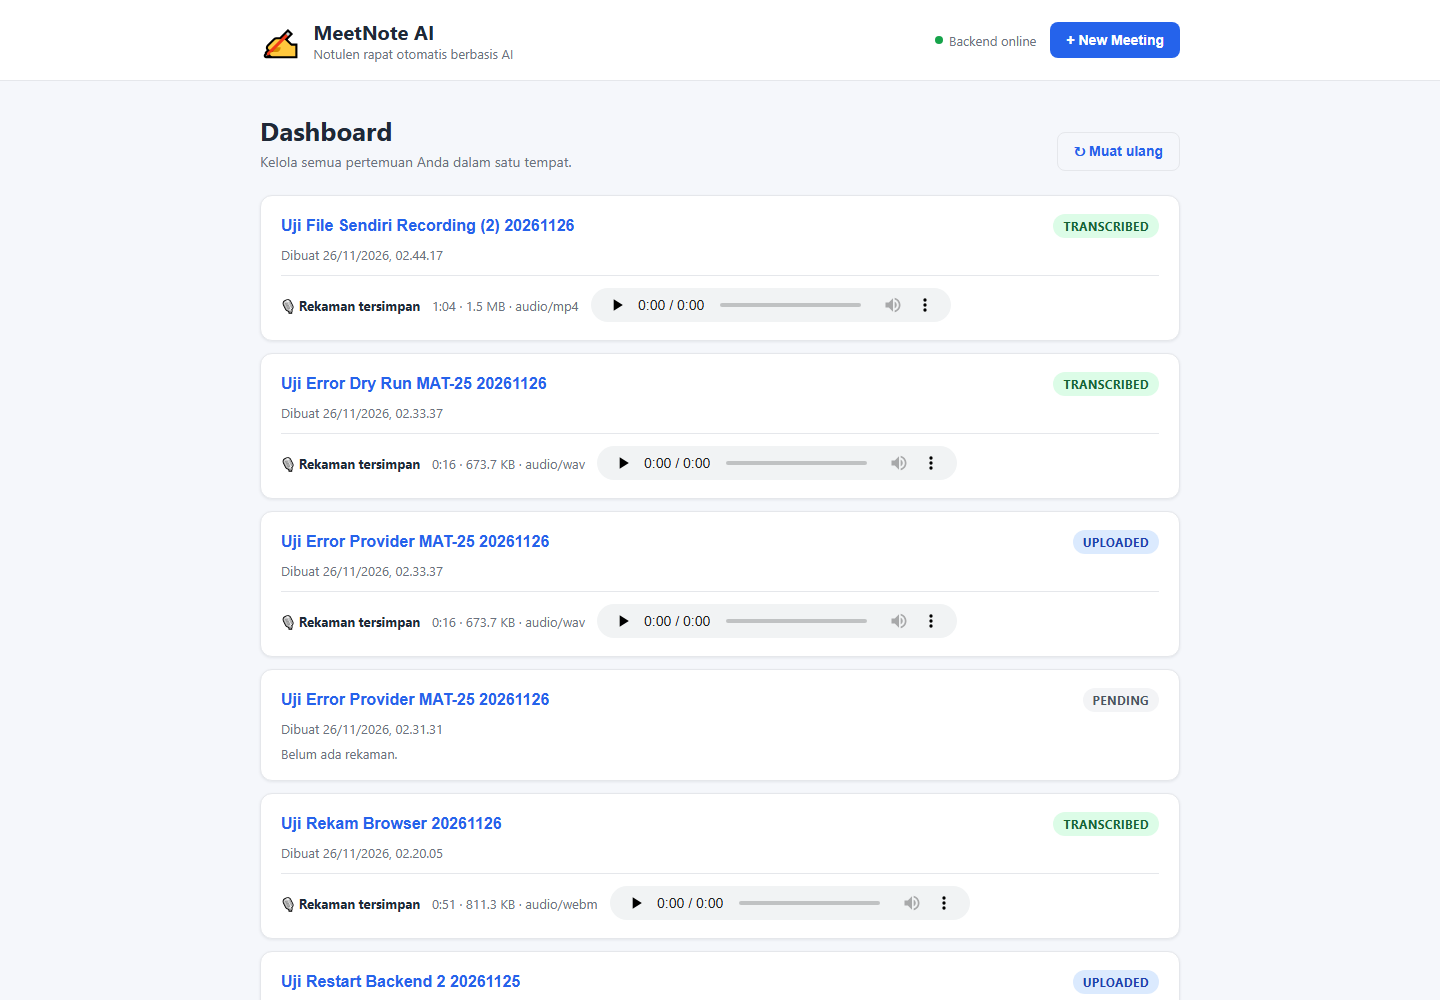 MeetNote AI
Notulen rapat otomatis berbasis AI
Backend online
+ New Meeting
Dashboard
Kelola semua pertemuan Anda dalam satu tempat.
↻ Muat ulang
Uji File Sendiri Recording (2) 20261126
TRANSCRIBED
Dibuat 26/11/2026, 02.44.17
Rekaman tersimpan 1:04 · 1.5 MB · audio/mp4 0:00 / 0:00
Uji Error Dry Run MAT-25 20261126
TRANSCRIBED
Dibuat 26/11/2026, 02.33.37
Rekaman tersimpan 0:16 · 673.7 KB · audio/wav 0:00 / 0:00
Uji Error Provider MAT-25 20261126
UPLOADED
Dibuat 26/11/2026, 02.33.37
Rekaman tersimpan 0:16 · 673.7 KB · audio/wav 0:00 / 0:00
Uji Error Provider MAT-25 20261126
PENDING
Dibuat 26/11/2026, 02.31.31
Belum ada rekaman.
Uji Rekam Browser 20261126
TRANSCRIBED
Dibuat 26/11/2026, 02.20.05
Rekaman tersimpan 0:51 · 811.3 KB · audio/webm 0:00 / 0:00
Uji Restart Backend 2 20261125
UPLOADED